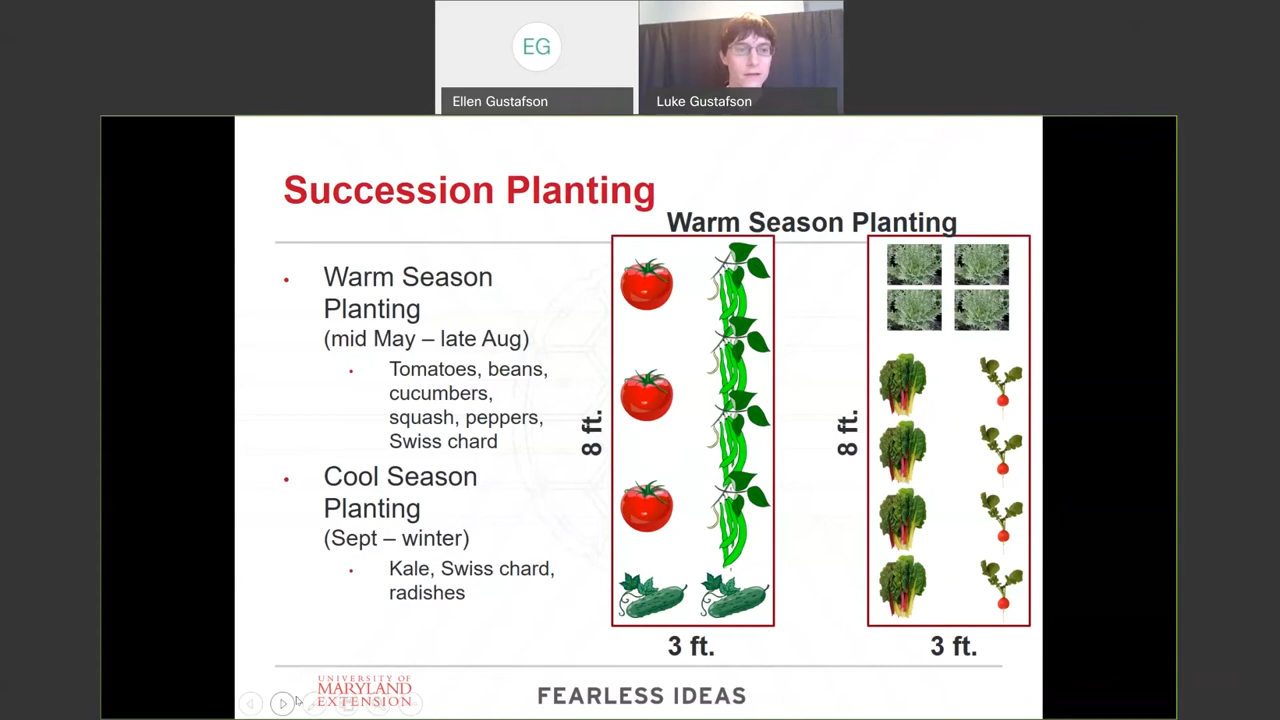 EG
Ellen Gustafson
Luke Gustafson
Succession Planting
Warm Season Planting
• Warm Season
Planting
(mid May – late Aug)
• Tomatoes, beans,
cucumbers,
squash, peppers,
Swiss chard
• Cool Season
Planting
(Sept – winter)
• Kale, Swiss chard,
radishes
8 ft.
3 ft.
8 ft.
3 ft.
UNIVERSITY OF
MARYLAND
EXTENSION
FEARLESS IDEAS